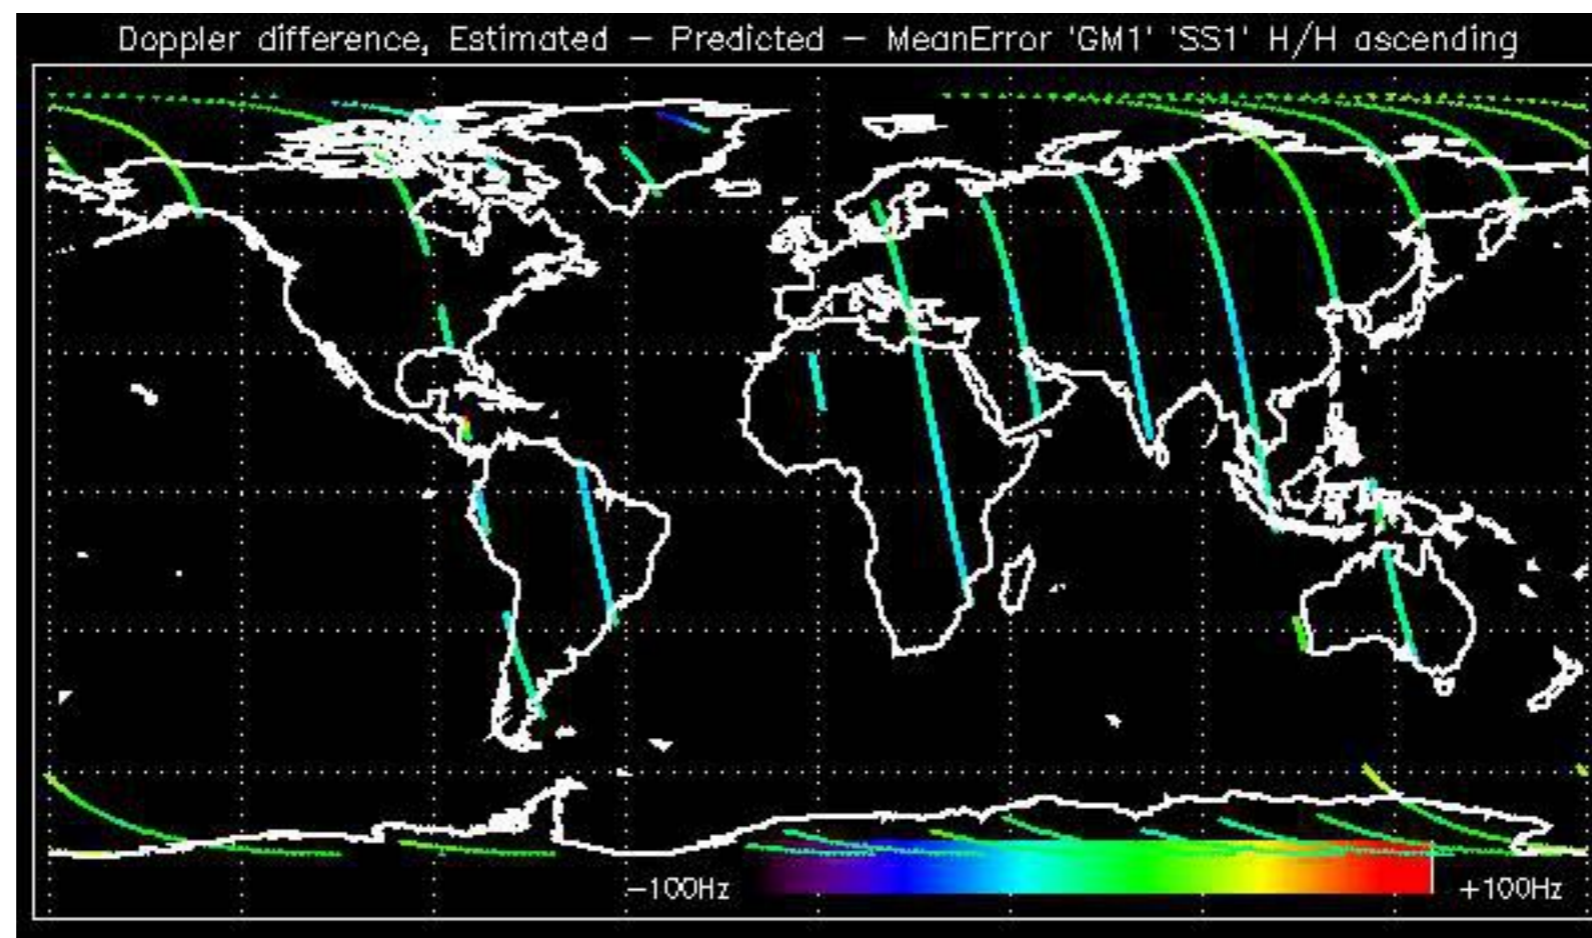 Doppler difference, Estimated – Predicted – MeanError 'GM1' 'SS1' H/H ascending
−100Hz +100Hz